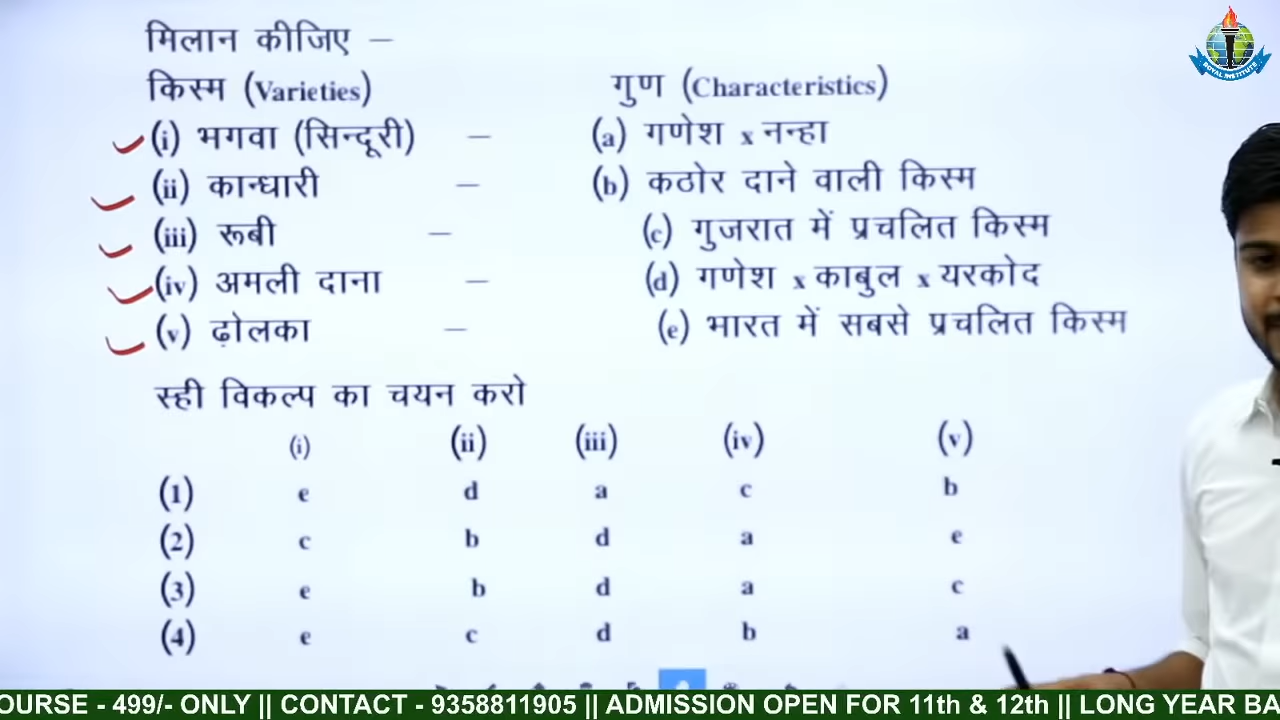 मिलान कीजिए –
किस्म (Varieties) गुण (Characteristics)
(i) भगवा (सिन्दूरी) – (a) गणेश x नन्हा
(ii) कान्धारी – (b) कठोर दाने वाली किस्म
(iii) रूबी – (c) गुजरात में प्रचलित किस्म
(iv) अमली दाना – (d) गणेश x काबुल x यरकोद
(v) ढ़ोलका – (e) भारत में सबसे प्रचलित किस्म
स्ही विकल्प का चयन करो
(i) (ii) (iii) (iv) (v)
(1) e d a c b
(2) c b d a e
(3) e b d a c
(4) e c d b a
OURSE - 499/- ONLY || CONTACT - 9358811905 || ADMISSION OPEN FOR 11th & 12th || LONG YEAR BA
ROYAL INSTITUTE